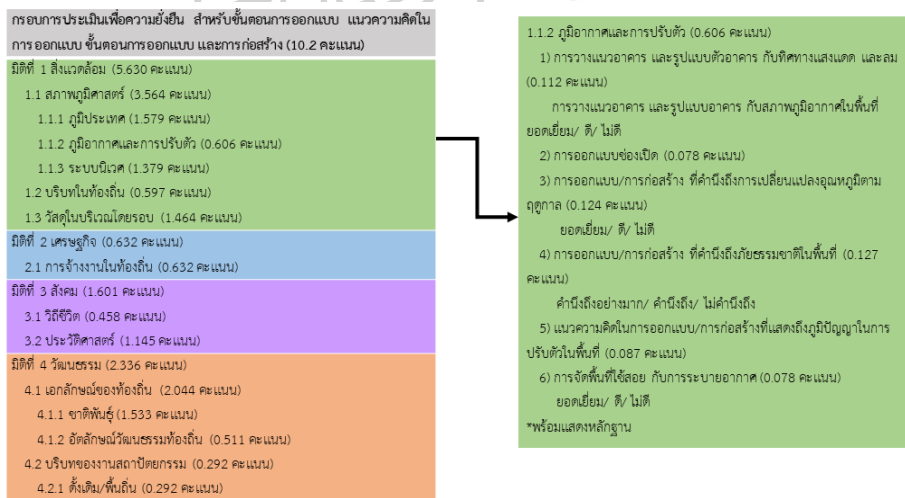 กรอบการประเมินเพื่อความยั่งยืน สำหรับขั้นตอนการออกแบบ แนวความคิดใน
การออกแบบ ขั้นตอนการออกแบบ และการก่อสร้าง (10.2 คะแนน)
มิติที่ 1 สิ่งแวดล้อม (5.630 คะแนน)
1.1 สภาพภูมิศาสตร์ (3.564 คะแนน)
1.1.1 ภูมิประเทศ (1.579 คะแนน)
1.1.2 ภูมิอากาศและการปรับตัว (0.606 คะแนน)
1.1.3 ระบบนิเวศ (1.379 คะแนน)
1.2 บริบทในท้องถิ่น (0.597 คะแนน)
1.3 วัสดุในบริเวณโดยรอบ (1.464 คะแนน)
มิติที่ 2 เศรษฐกิจ (0.632 คะแนน)
2.1 การจ้างงานในท้องถิ่น (0.632 คะแนน)
มิติที่ 3 สังคม (1.601 คะแนน)
3.1 วิถีชีวิต (0.458 คะแนน)
3.2 ประวัติศาสตร์ (1.145 คะแนน)
มิติที่ 4 วัฒนธรรม (2.336 คะแนน)
4.1 เอกลักษณ์ของท้องถิ่น (2.044 คะแนน)
4.1.1 ชาติพันธุ์ (1.533 คะแนน)
4.1.2 อัตลักษณ์วัฒนธรรมท้องถิ่น (0.511 คะแนน)
4.2 บริบทของงานสถาปัตยกรรม (0.292 คะแนน)
4.2.1 ดั้งเดิม/พื้นถิ่น (0.292 คะแนน)
1.1.2 ภูมิอากาศและการปรับตัว (0.606 คะแนน)
1) การวางแนวอาคาร และรูปแบบตัวอาคาร กับทิศทางแสงแดด และลม
(0.112 คะแนน)
การวางแนวอาคาร และรูปแบบอาคาร กับสภาพภูมิอากาศในพื้นที่
ยอดเยี่ยม/ ดี/ ไม่ดี
2) การออกแบบช่องเปิด (0.078 คะแนน)
3) การออกแบบ/การก่อสร้าง ที่คำนึงถึงการเปลี่ยนแปลงอุณหภูมิตาม
ฤดูกาล (0.124 คะแนน)
ยอดเยี่ยม/ ดี/ ไม่ดี
4) การออกแบบ/การก่อสร้าง ที่คำนึงถึงภัยธรรมชาติในพื้นที่ (0.127
คะแนน)
คำนึงถึงอย่างมาก/ คำนึงถึง/ ไม่คำนึงถึง
5) แนวความคิดในการออกแบบ/การก่อสร้างที่แสดงถึงภูมิปัญญาในการ
ปรับตัวในพื้นที่ (0.087 คะแนน)
6) การจัดพื้นที่ใช้สอย กับการระบายอากาศ (0.078 คะแนน)
ยอดเยี่ยม/ ดี/ ไม่ดี
*พร้อมแสดงหลักฐาน